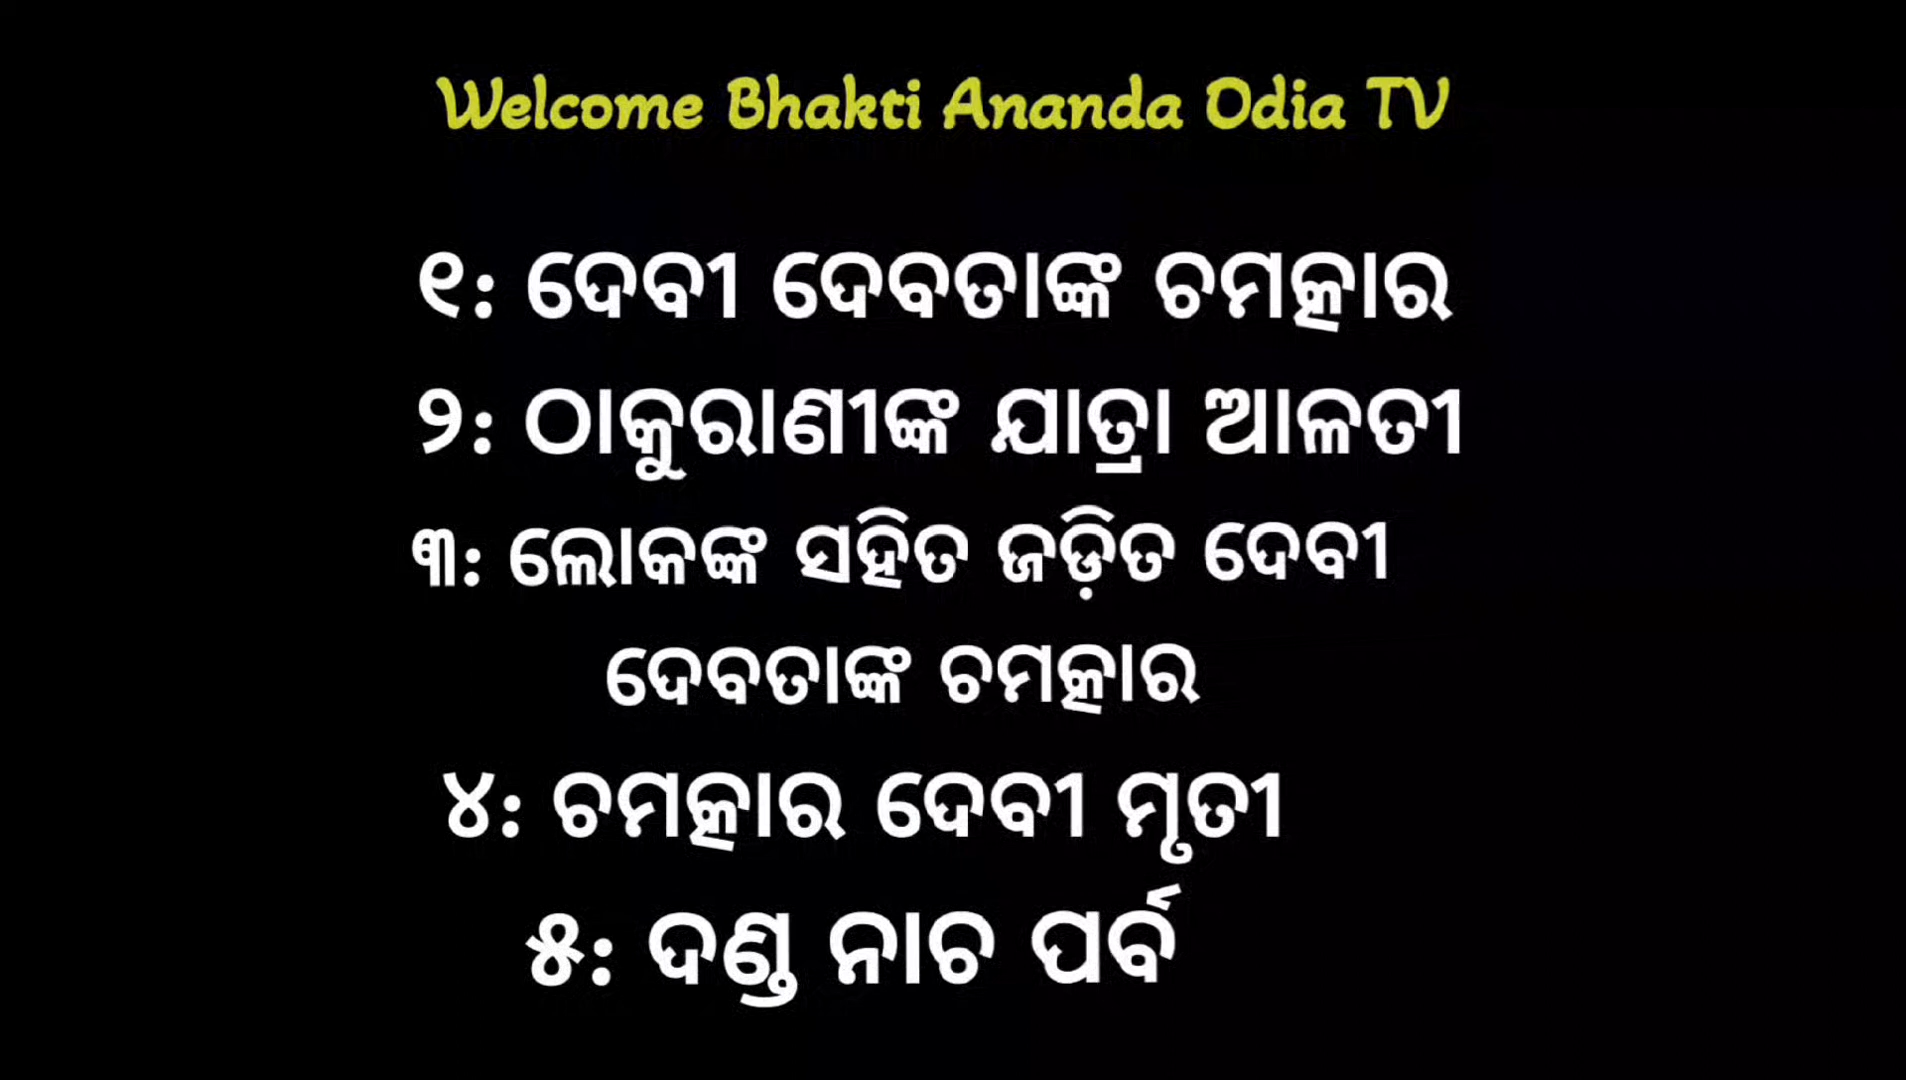 Welcome Bhakti Ananda Odia TV
୧: ଦେବୀ ଦେବତାଙ୍କ ଚମତ୍କାର
୨: ଠାକୁରାଣୀଙ୍କ ଯାତ୍ରା ଆଳତୀ
୩: ଲୋକଙ୍କ ସହିତ ଜଡ଼ିତ ଦେବୀ
ଦେବତାଙ୍କ ଚମତ୍କାର
୪: ଚମତ୍କାର ଦେବୀ ମୃତୀ
୫: ଦଣ୍ଡ ନାଚ ପର୍ବ